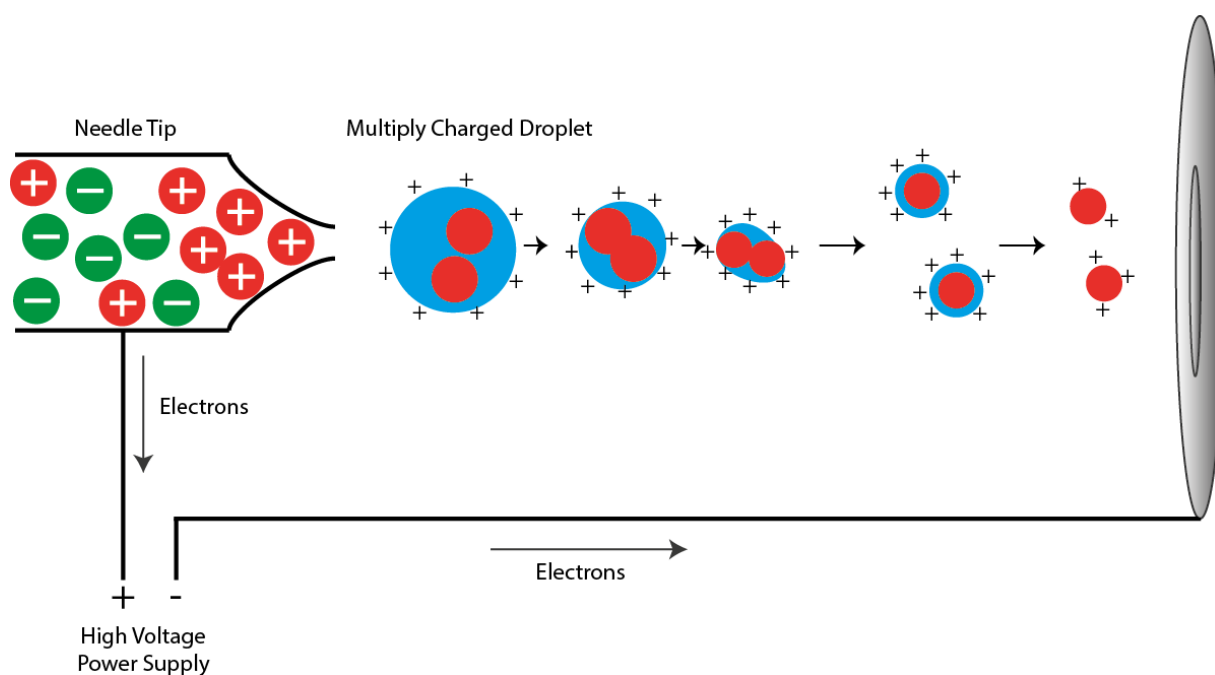 Needle Tip
Multiply Charged Droplet
Electrons
Electrons
+ -
High Voltage
Power Supply